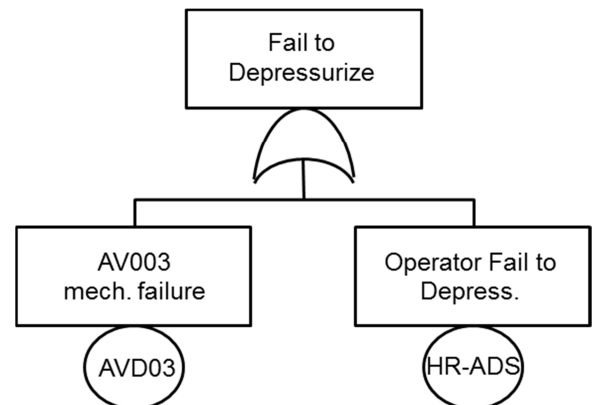 Fail to
Depressurize
AV003
mech. failure
Operator Fail to
Depress.
AVD03
HR-ADS